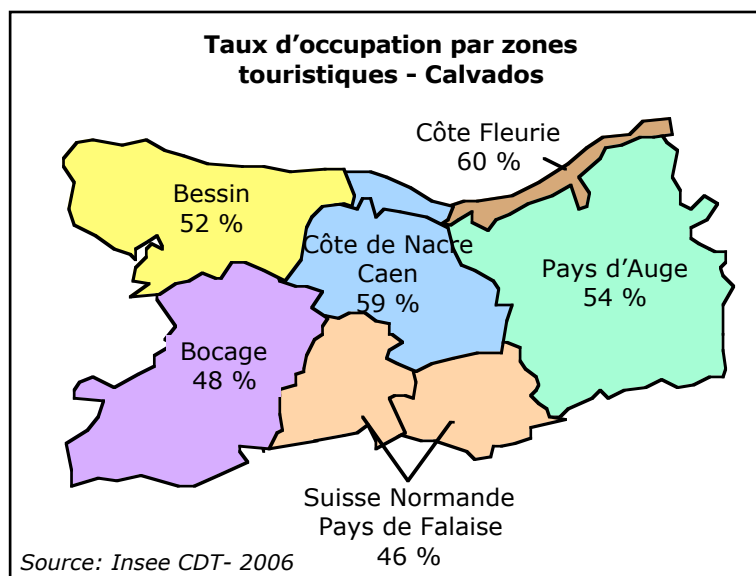 Taux d'occupation par zones
touristiques - Calvados
Côte Fleurie
60 %
Bessin
52 %
Côte de Nacre
Caen
59 %
Pays d'Auge
54 %
Bocage
48 %
Suisse Normande
Pays de Falaise
46 %
Source: Insee CDT- 2006